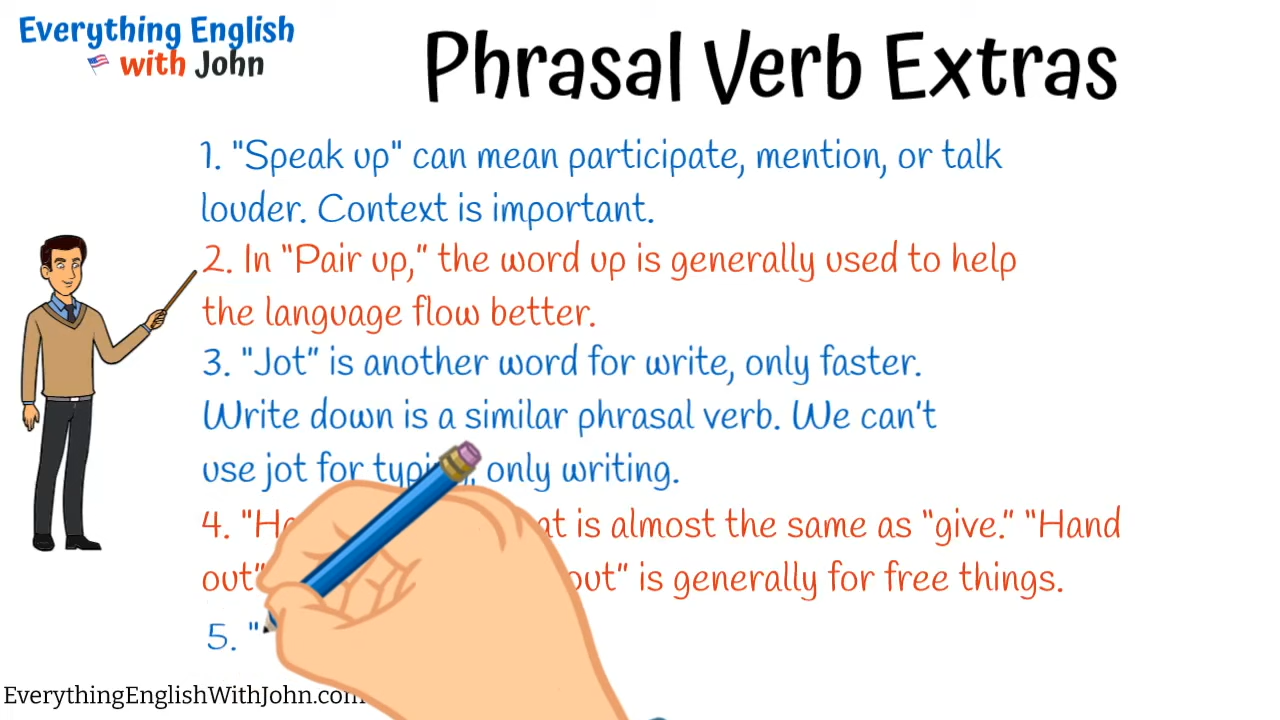 Everything English
with John
Phrasal Verb Extras
1. "Speak up" can mean participate, mention, or talk
louder. Context is important.
2. In “Pair up,” the word up is generally used to help
the language flow better.
3. "Jot” is another word for write, only faster.
Write down is a similar phrasal verb. We can’t
use jot for typing, only writing.
4. is almost the same as “give.” “Hand
out” out” is generally for free things.
5. "
EverythingEnglishWithJohn.com